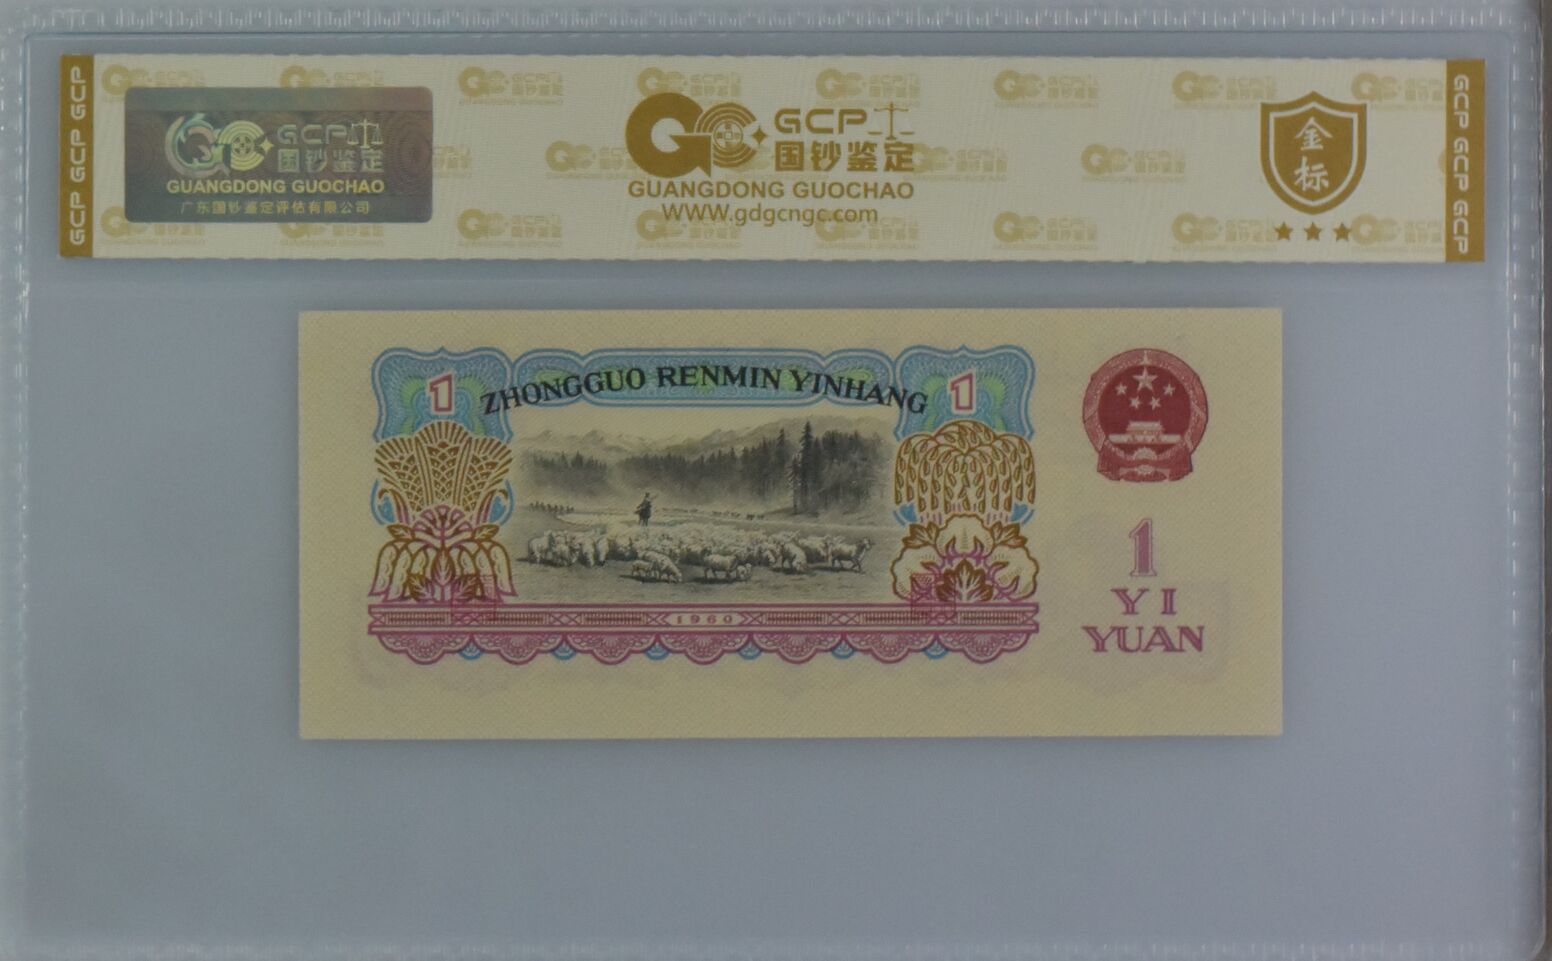 GCP GCP GCP
GCP
国钞鉴定
GUANGDONG GUOCHAO
广东国钞鉴定评估有限公司
GCP
国钞鉴定
GUANGDONG GUOCHAO
WWW.gdgcngc.com
金
标
GCP GCP GCP
1
ZHONGGUO RENMIN YINHANG
1
1960
1
YI
YUAN